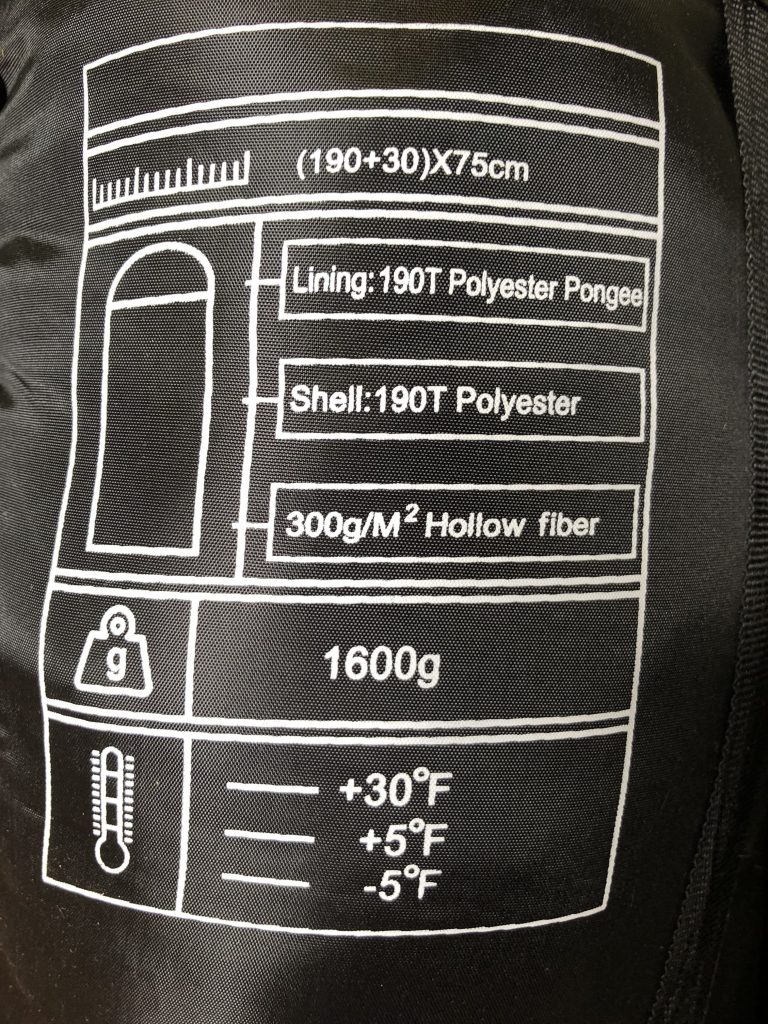 (190+30)X75cm
Lining:190T Polyester Pongee
Shell:190T Polyester
300g/M² Hollow fiber
g
1600g
+30°F
+5°F
-5°F